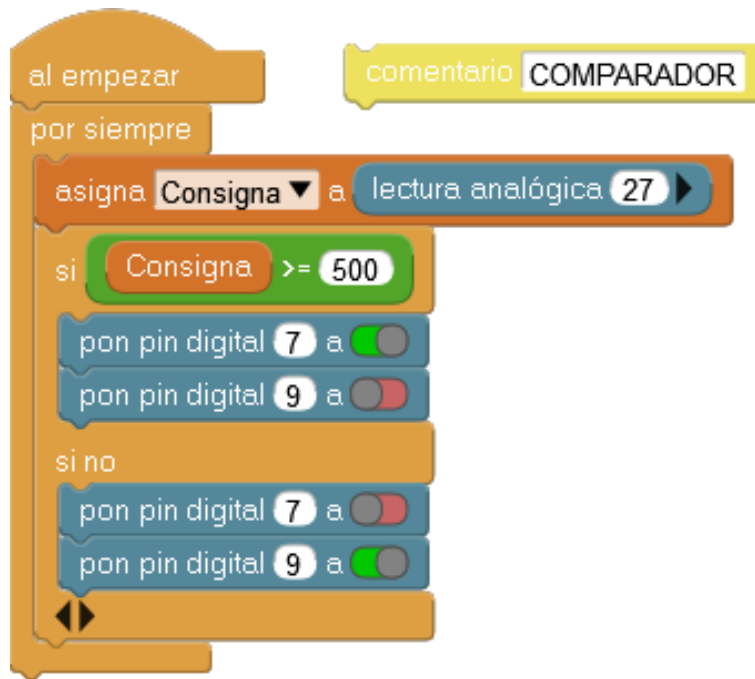 al empezar
comentario COMPARADOR
por siempre
asigna Consigna a lectura analógica 27
si Consigna >= 500
pon pin digital 7 a
pon pin digital 9 a
si no
pon pin digital 7 a
pon pin digital 9 a